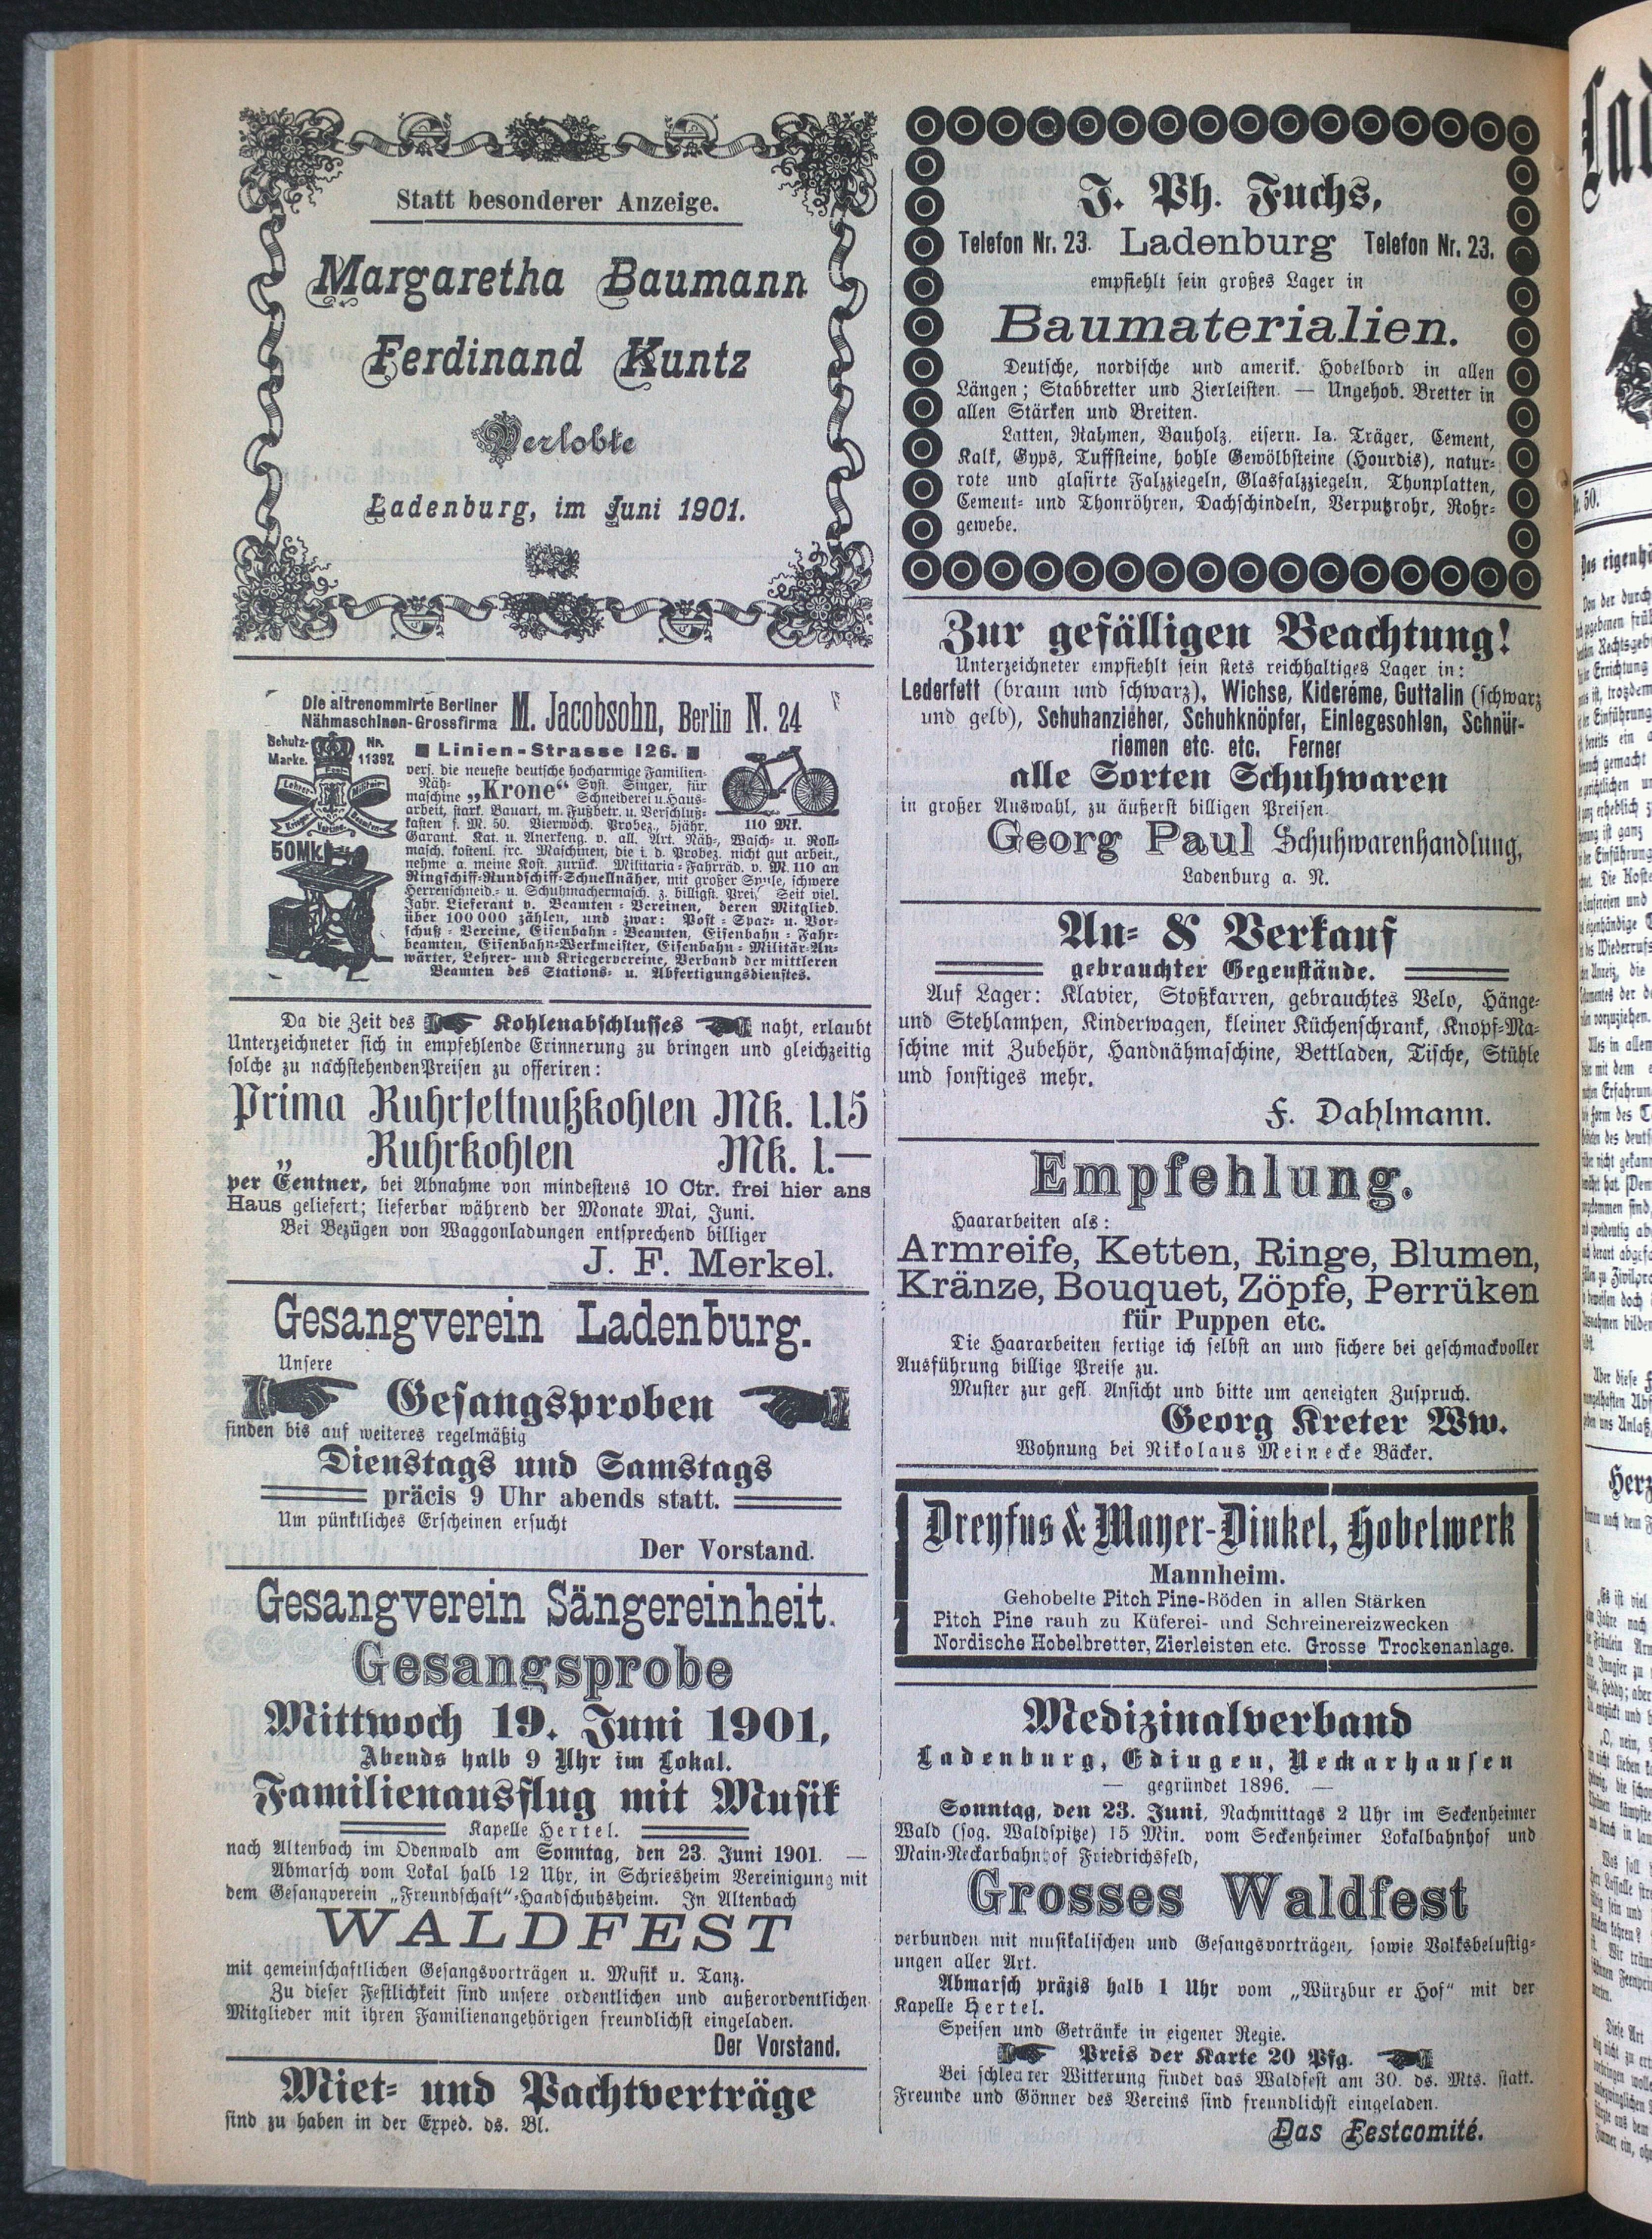 Statt besonderer Anzeige.
Margaretha Baumann
Ferdinand Kuntz
Verlobte
Ladenburg, im Juni 1901.
Die altrenommirte Berliner
Nähmaschinen-Grossfirma M. Jacobsohn, Berlin N. 24
Schutz-Marke. Nr. 11392
Linien-Strasse 126.
vers. die neueste deutsche hocharmige Familien-
Näh-maschine „Krone“ Syst. Singer, für Schneiderei u. Haus-
arbeit, stark. Bauart, m. Fußbetr. u. Verschluß-
kasten f. M. 50. Vierwöch. Probez., 5jähr.
110 Mk.
50Mk
Garant. Kat. u. Anerkeng. v. all. Art. Näh-, Wasch- u. Roll-
masch. kostenl. frc. Maschinen, die i. d. Probez. nicht gut arbeit.,
nehme a. meine Kost. zurück. Militaria-Fahrräd. v. M. 110 an
Ringschiff-Rundschiff-Schnellnäher, mit großer Spule, schwere
Herrenschneid.- u. Schuhmachermasch. z. billigst. Prei. Seit viel.
Jahr. Lieferant v. Beamten-Vereinen, deren Mitglied.
über 100 000 zählen, und zwar: Post-Spar- u. Vor-
schuß-Vereine, Eisenbahn-Beamten, Eisenbahn-Fahr-
beamten, Eisenbahn-Werkmeister, Eisenbahn-Militär-An-
wärter, Lehrer- und Kriegervereine, Verband der mittleren
Beamten des Stations- u. Abfertigungsdienstes.
Da die Zeit des Kohlenabschlusses naht, erlaubt
Unterzeichneter sich in empfehlende Erinnerung zu bringen und gleichzeitig
solche zu nachstehenden Preisen zu offeriren:
Prima Ruhrfettnußkohlen Mk. 1.15
„ Ruhrkohlen Mk. 1.—
per Centner, bei Abnahme von mindestens 10 Ctr. frei hier ans
Haus geliefert; lieferbar während der Monate Mai, Juni.
Bei Bezügen von Waggonladungen entsprechend billiger
J. F. Merkel.
Gesangverein Ladenburg.
Unsere
Gesangsproben
finden bis auf weiteres regelmäßig
Dienstags und Samstags
präcis 9 Uhr abends statt.
Um pünktliches Erscheinen ersucht
Der Vorstand.
Gesangverein Sängereinheit.
Gesangsprobe
Mittwoch 19. Juni 1901,
Abends halb 9 Uhr im Lokal.
Familienausflug mit Musik
Kapelle Hertel.
nach Altenbach im Odenwald am Sonntag, den 23. Juni 1901. —
Abmarsch vom Lokal halb 12 Uhr, in Schriesheim Vereinigung mit
dem Gesangverein „Freundschaft“-Handschuhsheim. In Altenbach
WALDFEST
mit gemeinschaftlichen Gesangsvorträgen u. Musik u. Tanz.
Zu dieser Festlichkeit sind unsere ordentlichen und außerordentlichen
Mitglieder mit ihren Familienangehörigen freundlichst eingeladen.
Der Vorstand.
Miet- und Pachtverträge
sind zu haben in der Exped. ds. Bl.
J. Ph. Fuchs,
Telefon Nr. 23. Ladenburg Telefon Nr. 23.
empfiehlt sein großes Lager in
Baumaterialien.
Deutsche, nordische und amerik. Hobelbord in allen
Längen; Stabbretter und Zierleisten. — Ungehob. Bretter in
allen Stärken und Breiten.
Latten, Rahmen, Bauholz, eisern. Ia. Träger, Cement,
Kalk, Gyps, Tuffsteine, hohle Gewölbsteine (Hourdis), natur-
rote und glasirte Falzziegeln, Glasfalzziegeln, Thonplatten,
Cement- und Thonröhren, Dachschindeln, Verputzrohr, Rohr-
gewebe.
Zur gefälligen Beachtung!
Unterzeichneter empfiehlt sein stets reichhaltiges Lager in:
Lederfett (braun und schwarz), Wichse, Kidcréme, Guttalin (schwarz
und gelb), Schuhanzieher, Schuhknöpfer, Einlegesohlen, Schnür-
riemen etc. etc. Ferner
alle Sorten Schuhwaren
in großer Auswahl, zu äußerst billigen Preisen.
Georg Paul Schuhwarenhandlung,
Ladenburg a. N.
An- & Verkauf
gebrauchter Gegenstände.
Auf Lager: Klavier, Stoßkarren, gebrauchtes Velo, Hänge-
und Stehlampen, Kinderwagen, kleiner Küchenschrank, Knopf-Ma-
schine mit Zubehör, Handnähmaschine, Bettladen, Tische, Stühle
und sonstiges mehr.
F. Dahlmann.
Empfehlung.
Haararbeiten als:
Armreife, Ketten, Ringe, Blumen,
Kränze, Bouquet, Zöpfe, Perrüken
für Puppen etc.
Die Haararbeiten fertige ich selbst an und sichere bei geschmackvoller
Ausführung billige Preise zu.
Muster zur gefl. Ansicht und bitte um geneigten Zuspruch.
Georg Kreter Ww.
Wohnung bei Nikolaus Meinecke Bäcker.
Dreyfus & Mayer-Dinkel, Hobelwerk
Mannheim.
Gehobelte Pitch Pine-Böden in allen Stärken
Pitch Pine rauh zu Küferei- und Schreinereizwecken
Nordische Hobelbretter, Zierleisten etc. Grosse Trockenanlage.
Medizinalverband
Ladenburg, Edingen, Neckarhausen
— gegründet 1896. —
Sonntag, den 23. Juni, Nachmittags 2 Uhr im Seckenheimer
Wald (sog. Waldspitze) 15 Min. vom Seckenheimer Lokalbahnhof und
Main-Neckarbahnhof Friedrichsfeld,
Grosses Waldfest
verbunden mit musikalischen und Gesangsvorträgen, sowie Volksbelustig-
ungen aller Art.
Abmarsch präzis halb 1 Uhr vom „Würzbur er Hof“ mit der
Kapelle Hertel.
Speisen und Getränke in eigener Regie.
Preis der Karte 20 Pfg.
Bei schlechter Witterung findet das Waldfest am 30. ds. Mts. statt.
Freunde und Gönner des Vereins sind freundlichst eingeladen.
Das Festcomité.